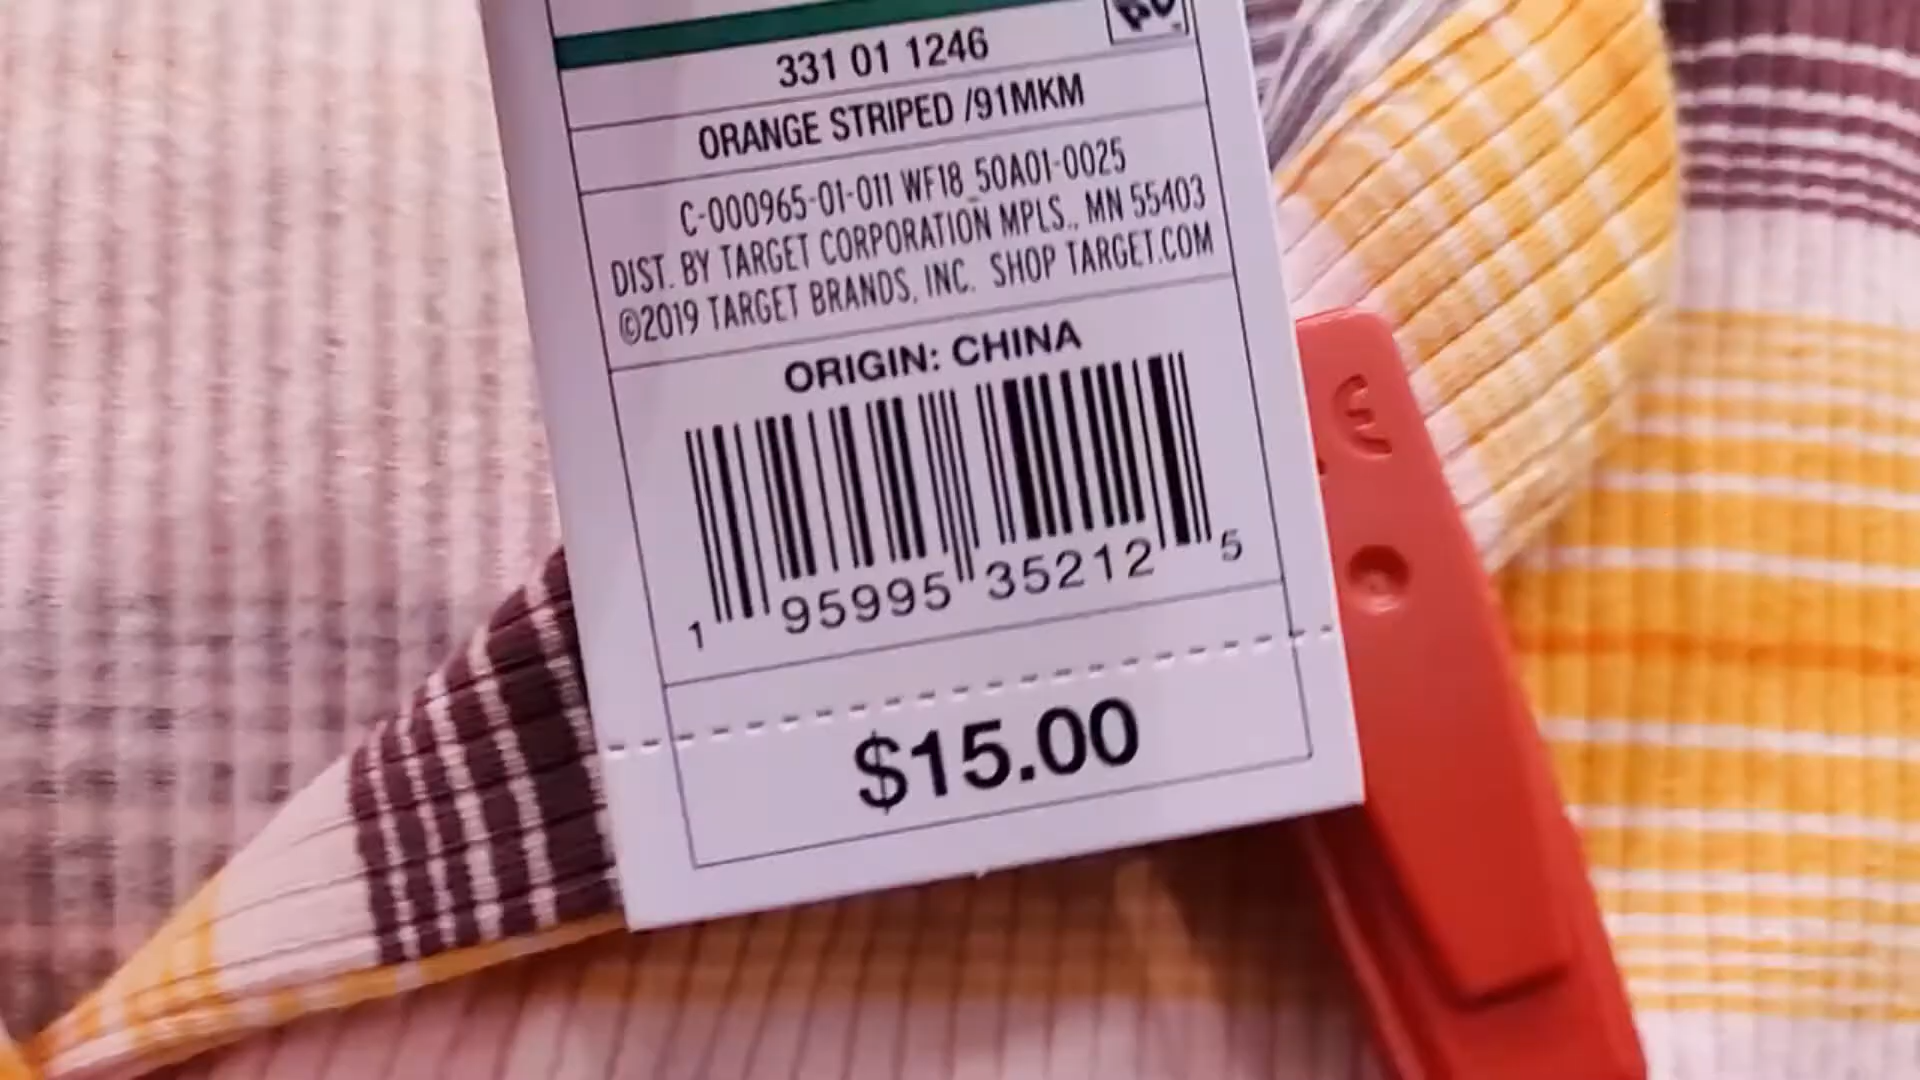 331 01 1246
ORANGE STRIPED /91MKM
C-000965-01-011 WF18_50A01-0025
DIST. BY TARGET CORPORATION MPLS., MN 55403
©2019 TARGET BRANDS, INC. SHOP TARGET.COM
ORIGIN: CHINA
1 95995 35212 5
$15.00